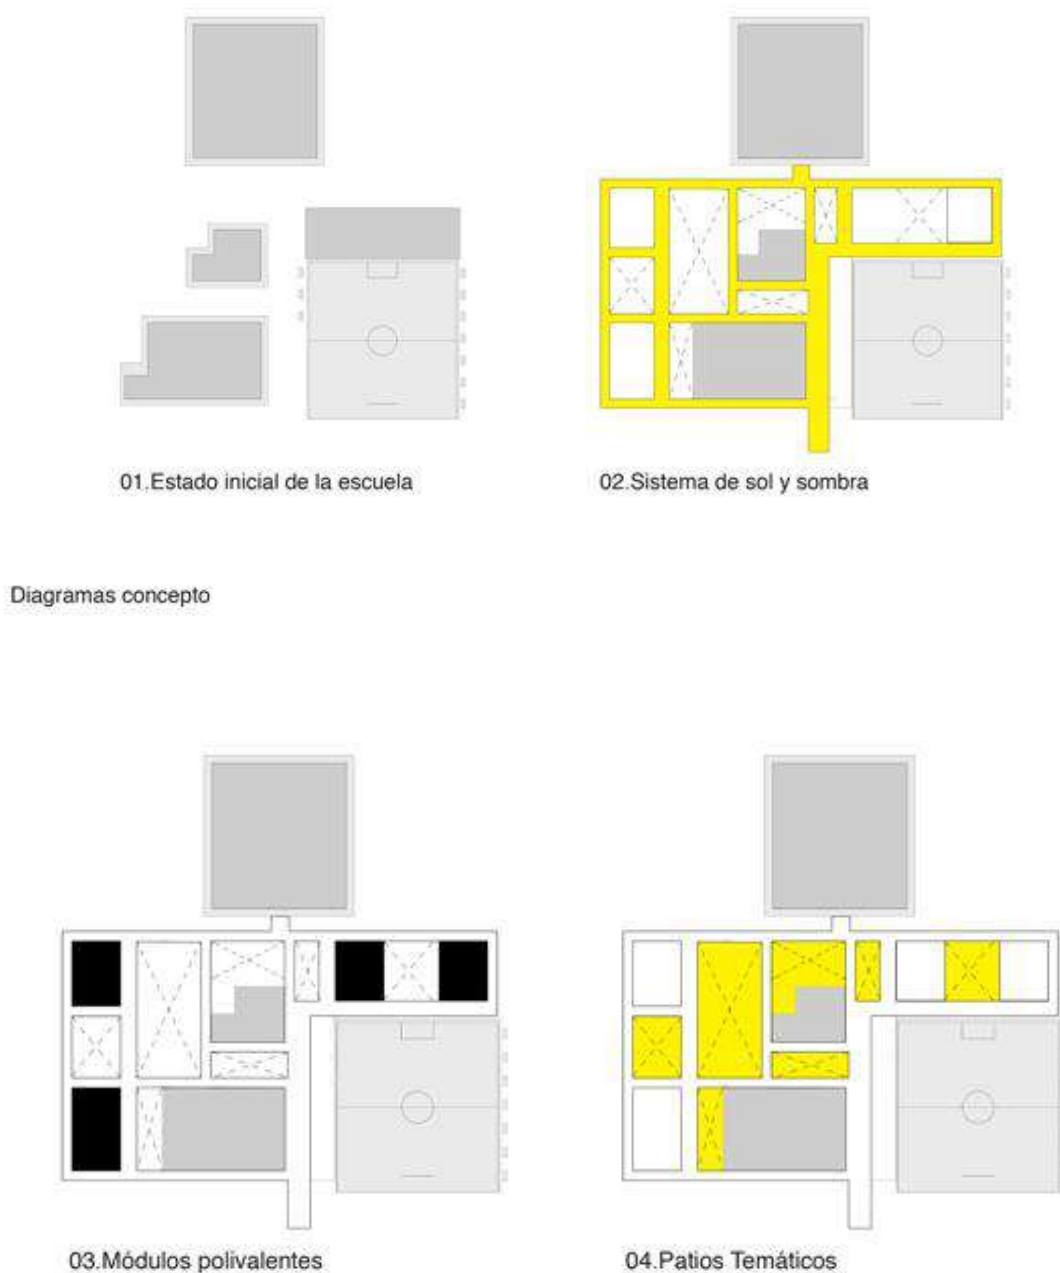 01.Estado inicial de la escuela
02.Sistema de sol y sombra
Diagramas concepto
03.Módulos polivalentes
04.Patios Temáticos